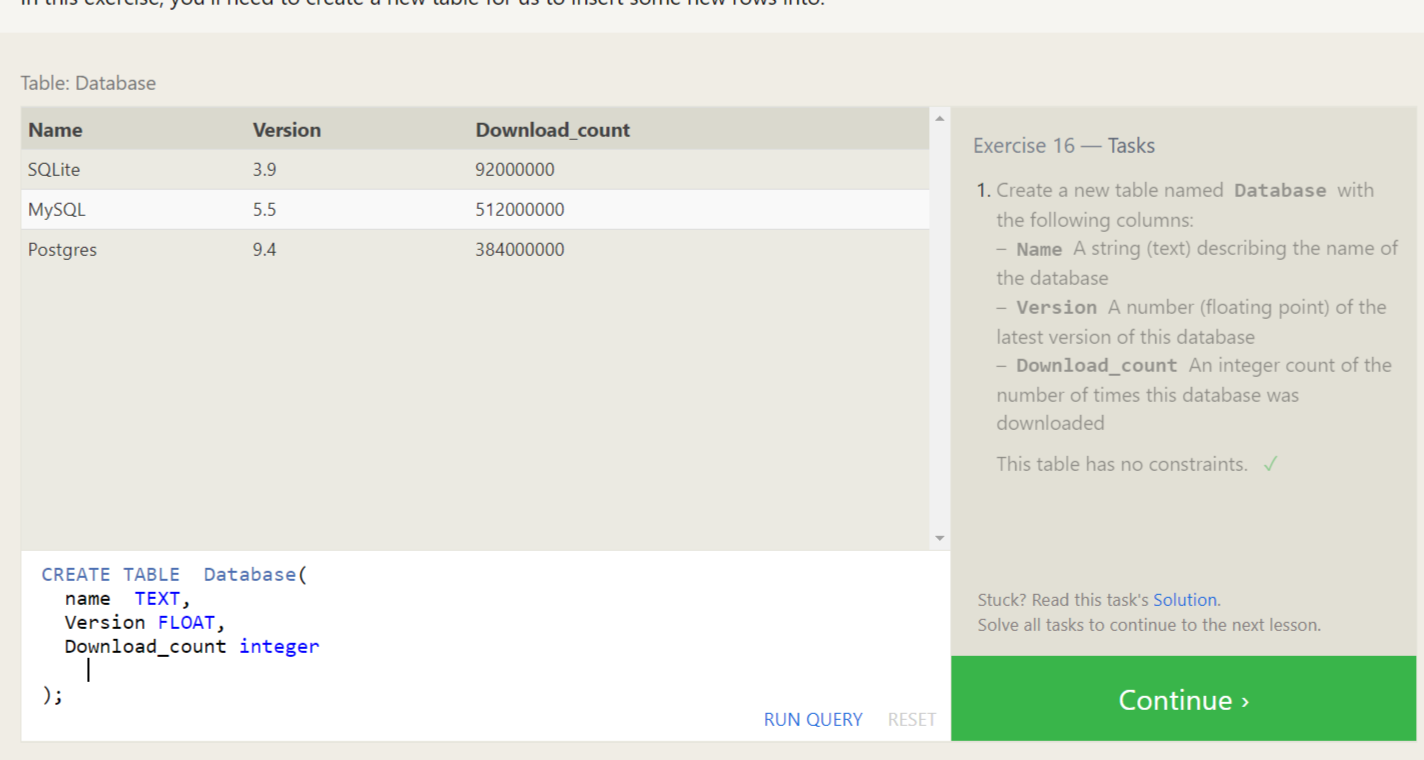 In this exercise, you'll need to create a new table for us to insert some new rows into.
Table: Database
Name Version Download_count
SQLite 3.9 92000000
MySQL 5.5 512000000
Postgres 9.4 384000000
Exercise 16 — Tasks
1. Create a new table named Database with
the following columns:
– Name A string (text) describing the name of
the database
– Version A number (floating point) of the
latest version of this database
– Download_count An integer count of the
number of times this database was
downloaded
This table has no constraints. ✓
CREATE TABLE Database(
name TEXT,
Version FLOAT,
Download_count integer
);
RUN QUERY RESET
Stuck? Read this task's Solution.
Solve all tasks to continue to the next lesson.
Continue ›